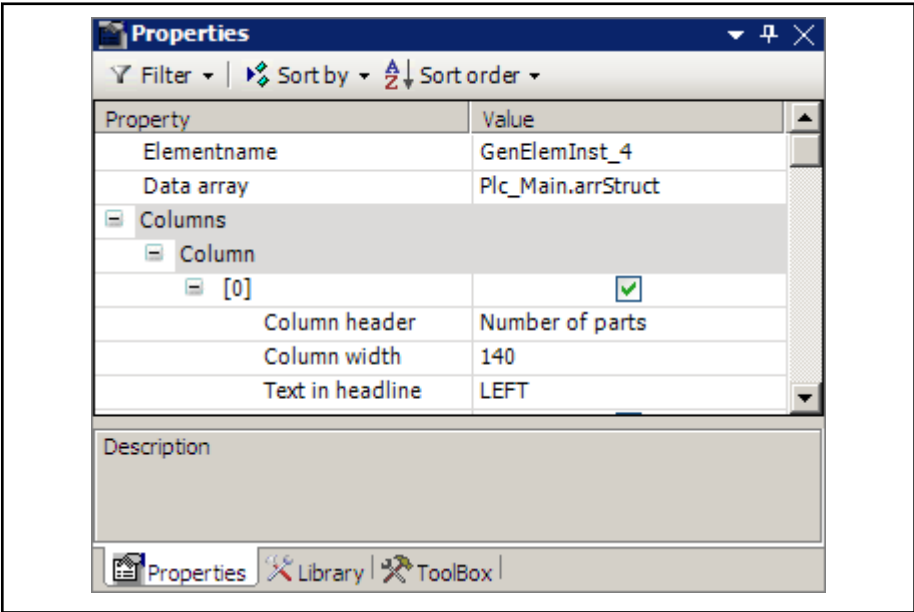 Properties
Filter Sort by Sort order
Property Value
Elementname GenElemInst_4
Data array Plc_Main.arrStruct
Columns
Column
[0]
Column header Number of parts
Column width 140
Text in headline LEFT
Description
Properties Library ToolBox